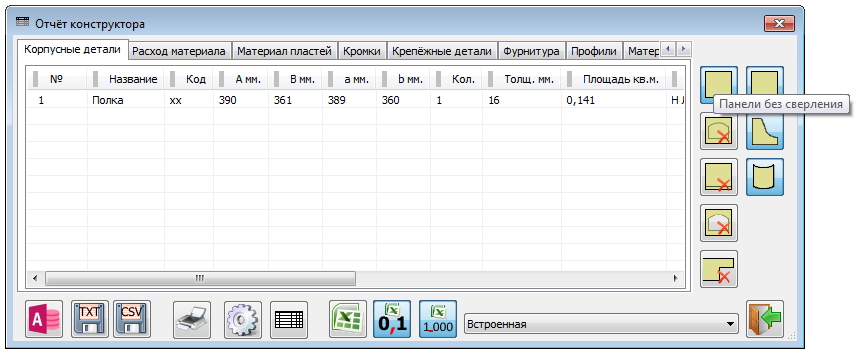 Отчёт конструктора
Корпусные детали Расход материала Материал пластей Кромки Крепёжные детали Фурнитура Профили Матер
№ Название Код А мм. В мм. а мм. b мм. Кол. Толщ. мм. Площадь кв.м.
1 Полка хх 390 361 389 360 1 16 0,141 Н Л
Панели без сверления
TXT CSV 0,1 1,000 Встроенная